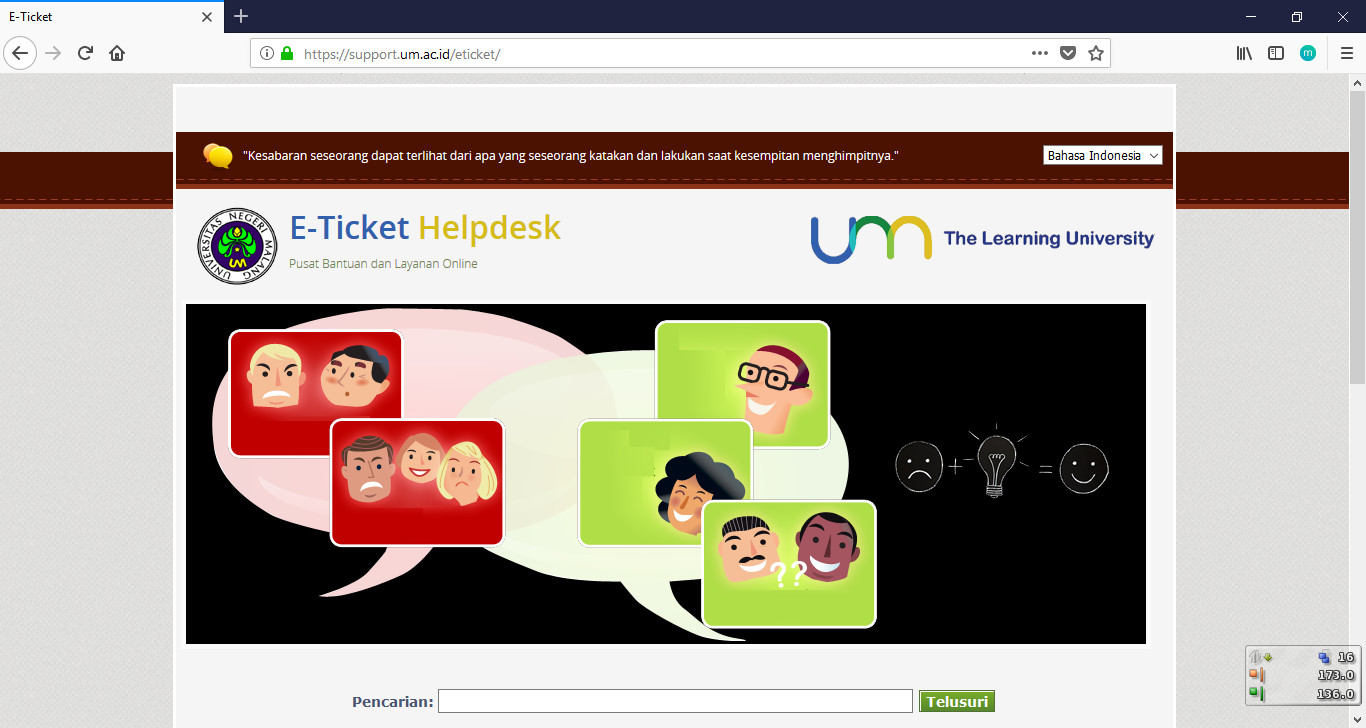 E-Ticket
https://support.um.ac.id/eticket/
m
"Kesabaran seseorang dapat terlihat dari apa yang seseorang katakan dan lakukan saat kesempitan menghimpitnya."
Bahasa Indonesia
UNIVERSITAS NEGERI MALANG
UM
E-Ticket Helpdesk
Pusat Bantuan dan Layanan Online
um
The Learning University
??
+
=
Pencarian:
Telusuri
16
173.0
136.0